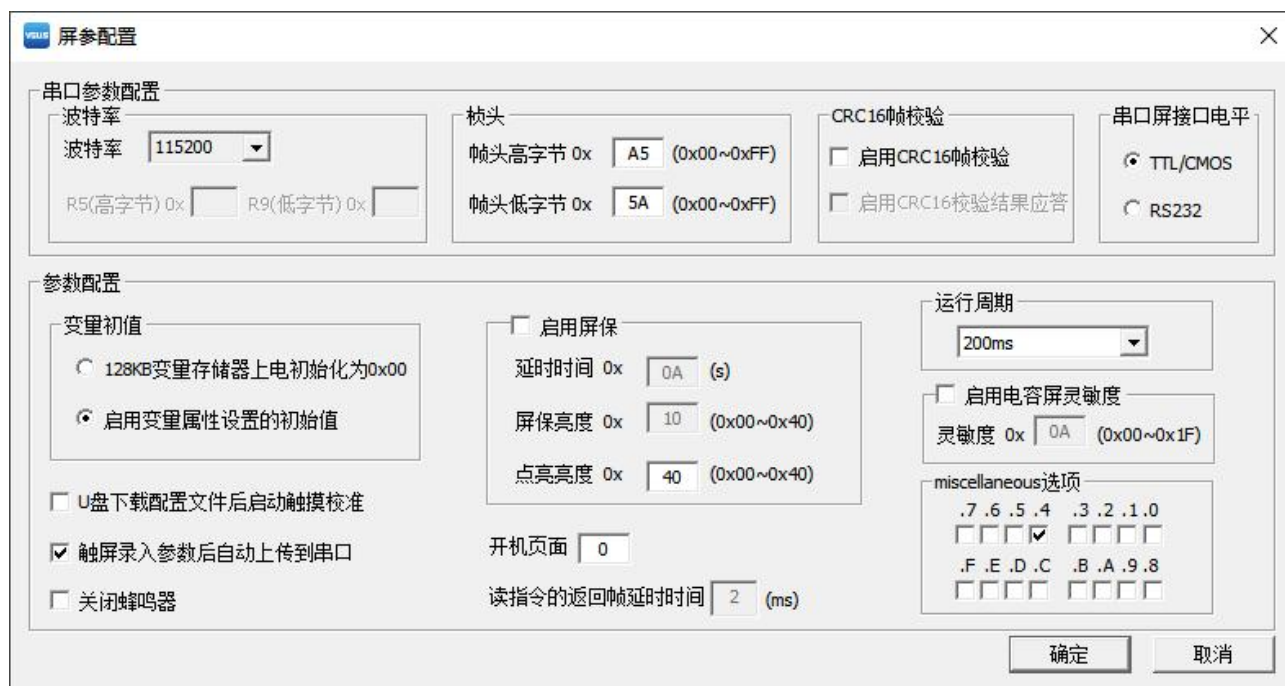 VGUS 屏参配置
串口参数配置
波特率
波特率 115200
R5(高字节) 0x R9(低字节) 0x
桢头
帧头高字节 0x A5 (0x00~0xFF)
帧头低字节 0x 5A (0x00~0xFF)
CRC16帧校验
启用CRC16帧校验
启用CRC16校验结果应答
串口屏接口电平
TTL/CMOS
RS232
参数配置
变量初值
128KB变量存储器上电初始化为0x00
启用变量属性设置的初始值
U盘下载配置文件后启动触摸校准
触屏录入参数后自动上传到串口
关闭蜂鸣器
启用屏保
延时时间 0x 0A (s)
屏保亮度 0x 10 (0x00~0x40)
点亮亮度 0x 40 (0x00~0x40)
开机页面 0
读指令的返回帧延时时间 2 (ms)
运行周期
200ms
启用电容屏灵敏度
灵敏度 0x 0A (0x00~0x1F)
miscellaneous选项
.7 .6 .5 .4 .3 .2 .1 .0
.F .E .D .C .B .A .9 .8
确定 取消